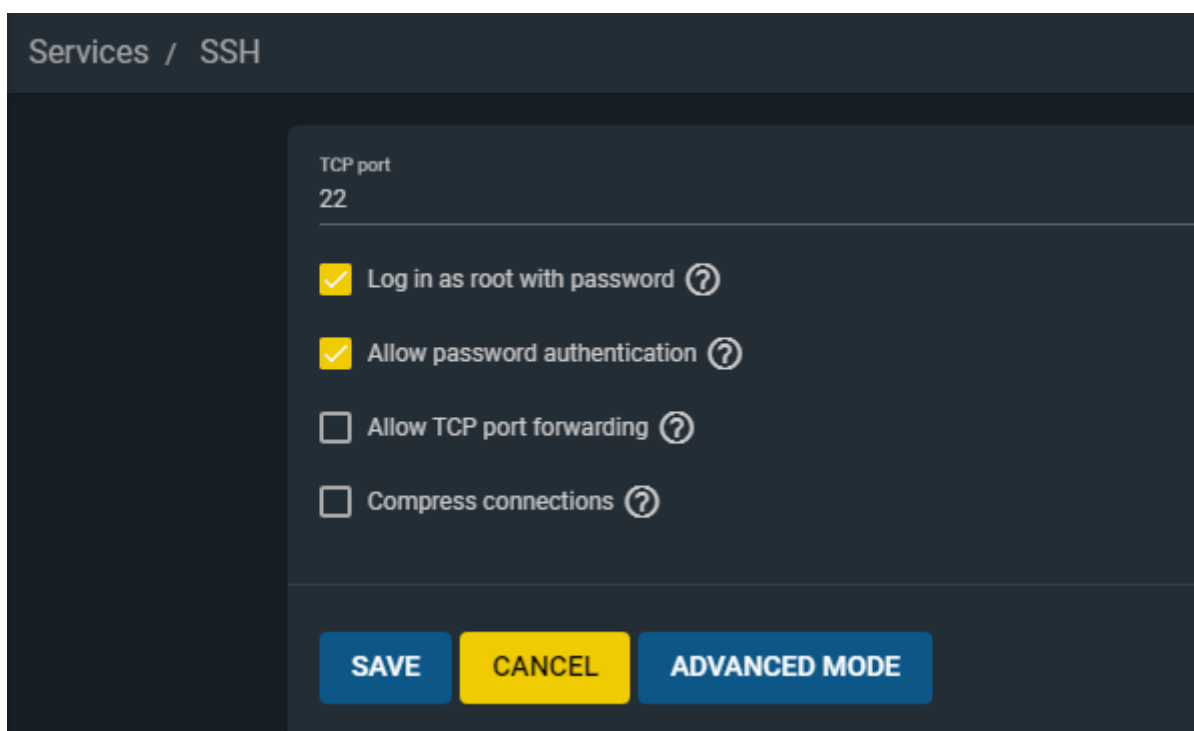 Services / SSH
TCP port
22
Log in as root with password
Allow password authentication
Allow TCP port forwarding
Compress connections
SAVE CANCEL ADVANCED MODE